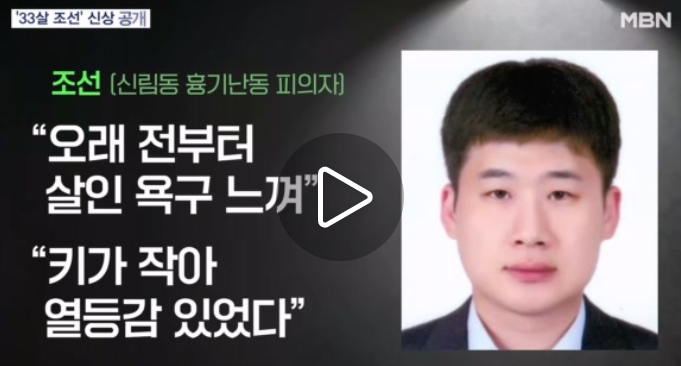 '33살 조선' 신상 공개
MBN
조선 (신림동 흉기난동 피의자)
“오래 전부터
살인 욕구 느껴”
“키가 작아
열등감 있었다”